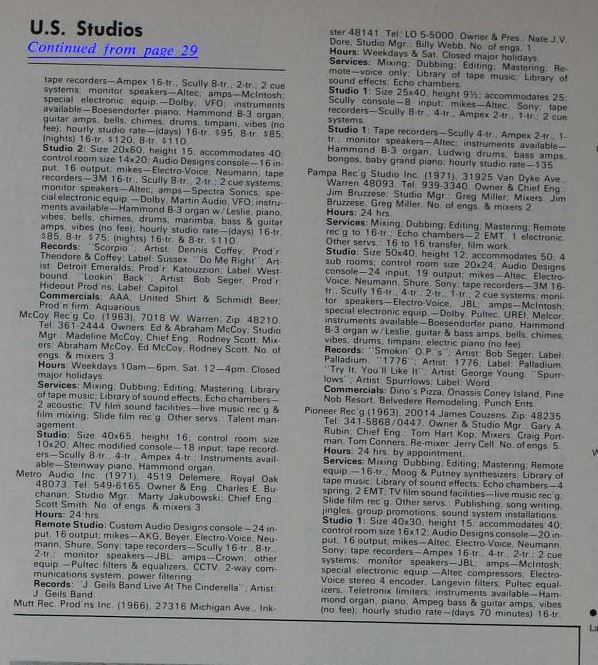 U.S. Studios
Continued from page 29
tape recorders—Ampex 16-tr., Scully 8-tr., 2-tr.; 2 cue
systems; monitor speakers—Altec; amps—McIntosh;
special electronic equip.—Dolby, VFO; instruments
available—Boesendorfer piano, Hammond B-3 organ,
guitar amps, bells, chimes, drums, timpani, vibes (no
fee); hourly studio rate—(days) 16-tr. $95, 8-tr. $85;
(nights) 16-tr. $120, 8-tr. $110.
Studio 2: Size 20x60, height 15; accommodates 40;
control room size 14x20; Audio Designs console—16 in-
put, 16 output; mikes—Electro-Voice, Neumann; tape
recorders—3M 16-tr., Scully 8-tr., 2-tr.; 2 cue systems;
monitor speakers—Altec; amps—Spectra Sonics; spe-
cial electronic equip.—Dolby, Martin Audio, VFO; instru-
ments available—Hammond B-3 organ w/Leslie, piano,
vibes, bells, chimes, drums, marimba, bass & guitar
amps, vibes (no fee); hourly studio rate—(days) 16-tr.
$85, 8-tr. $75; (nights) 16-tr. & 8-tr. $110.
Records: "Scorpio"; Artist: Dennis Coffey; Prod'r:
Theodore & Coffey; Label: Sussex. "Do Me Right"; Art-
ist: Detroit Emeralds; Prod'r: Katouzzion; Label: West-
bound. "Lookin' Back"; Artist: Bob Seger; Prod'r:
Hideout Prod'ns; Label: Capitol.
Commercials: AAA, United Shirt & Schmidt Beer;
Prod'n firm: Aquarious
McCoy Rec'g Co. (1963), 7018 W. Warren. Zip: 48210.
Tel: 361-2444. Owners: Ed & Abraham McCoy; Studio
Mgr.: Madeline McCoy; Chief Eng.: Rodney Scott; Mix-
ers: Abraham McCoy, Ed McCoy, Rodney Scott. No. of
engs. & mixers 3.
Hours: Weekdays 10am—6pm, Sat. 12—4pm. Closed
major holidays.
Services: Mixing; Dubbing; Editing; Mastering; Library
of tape music; Library of sound effects; Echo chambers—
2 acoustic; TV film sound facilities—live music rec'g &
film mixing; Slide film rec'g. Other servs.: Talent man-
agement.
Studio: Size 40x65, height 16; control room size
10x20; Altec modified console—18 input; tape record-
ers—Scully 8-tr., 4-tr., Ampex 4-tr.; Instruments avail-
able—Steinway piano, Hammond organ.
Metro Audio Inc. (1971), 4519 Delemere, Royal Oak
48073. Tel: 549-6165. Owner & Eng.: Charles E. Bu-
chanan; Studio Mgr.: Marty Jakubowski; Chief Eng.:
Scott Smith. No. of engs. & mixers 3.
Hours: 24 hrs.
Remote Studio: Custom Audio Designs console—24 in-
put, 16 output; mikes—AKG, Beyer, Electro-Voice, Neu-
mann, Shure, Sony; tape recorders—Scully 16-tr., 8-tr.,
2-tr.; monitor speakers—JBL; amps—Crown; other
equip.—Pultec filters & equalizers, CCTV, 2-way com-
munications system, power filtering.
Records: "J. Geils Band Live At The Cinderella"; Artist:
J. Geils Band.
Mutt Rec. Prod'ns Inc. (1966), 27316 Michigan Ave., Ink-
ster 48141. Tel: LO 5-5000. Owner & Pres.: Nate J.V.
Dore; Studio Mgr.: Billy Webb. No. of engs. 1.
Hours: Weekdays & Sat. Closed major holidays.
Services: Mixing; Dubbing; Editing; Mastering; Re-
mote—voice only; Library of tape music; Library of
sound effects; Echo chambers.
Studio 1: Size 25x40, height 9½; accommodates 25;
Scully console—8 input; mikes—Altec, Sony; tape
recorders—Scully 8-tr., 4-tr., Ampex 2-tr., 1-tr.; 2 cue
systems.
Studio 1: Tape recorders—Scully 4-tr., Ampex 2-tr., 1-
tr.; monitor speakers—Altec; instruments available—
Hammond B-3 organ, Ludwig drums, bass amps,
bongos, baby grand piano; hourly studio rate—$35.
Pampa Rec'g Studio Inc. (1971), 31925 Van Dyke Ave.,
Warren 48093. Tel: 939-3340. Owner & Chief Eng.:
Jim Bruzzese; Studio Mgr.: Greg Miller; Mixers: Jim
Bruzzese, Greg Miller. No. of engs. & mixers 2.
Hours: 24 hrs.
Services: Mixing; Dubbing; Editing; Mastering; Remote
rec'g to 16-tr.; Echo chambers—2 EMT, 1 electronic.
Other servs.: 16 to 16 transfer, film work.
Studio: Size 50x40, height 12; accommodates 50; 4
sub rooms; control room size 20x24; Audio Designs
console—24 input, 19 output; mikes—Altec, Electro-
Voice, Neumann, Shure, Sony; tape recorders—3M 16-
tr., Scully 16-tr., 4-tr., 2-tr., 1-tr.; 2 cue systems; moni-
tor speakers—Electro-Voice, JBL; amps—McIntosh;
special electronic equip.—Dolby, Pultec, UREI, Melcor;
instruments available—Boesendorfer piano, Hammond
B-3 organ w/Leslie, guitar & bass amps, bells, chimes,
vibes, drums, timpani, electric piano (no fee).
Records: "Smokin' O.P.'s"; Artist: Bob Seger; Label:
Palladium. "1776"; Artist: 1776; Label: Palladium.
"Try It, You'll Like It"; Artist: George Young. "Spurr-
lows"; Artist: Spurrlows; Label: Word.
Commercials: Dino's Pizza, Onassis Coney Island, Pine
Nob Resort, Belvedere Remodeling, Punch Eng.
Pioneer Rec'g (1963), 20014 James Couzens. Zip: 48235.
Tel: 341-5868/0447. Owner & Studio Mgr.: Gary A.
Rubin; Chief Eng.: Tom Hart Kop; Mixers: Craig Port-
man, Tom Conners; Re-mixer: Jerry Cell. No. of engs. 5.
Hours: 24 hrs. by appointment.
Services: Mixing; Dubbing; Editing; Mastering; Remote
equip.—16-tr.; Moog & Putney synthesizers; Library of
tape music; Library of sound effects; Echo chambers—4
spring, 2 EMT; TV film sound facilities—live music rec'g;
Slide film rec'g. Other servs.: Publishing, song writing,
jingles, group promotions, sound system installations.
Studio 1: Size 40x30, height 15; accommodates 40;
control room size 16x12; Audio Designs console—20 in-
put, 16 output; mikes—Altec, Electro-Voice, Neumann,
Sony; tape recorders—Ampex 16-tr., 4-tr., 2-tr.; 2 cue
systems; monitor speakers—JBL; amps—McIntosh;
special electronic equip.—Altec compressors, Electro-
Voice stereo 4 encoder, Langevin filters, Pultec equal-
izers, Teletronix limiters; instruments available—Ham-
mond organ, piano, Ampeg bass & guitar amps, vibes
(no fee); hourly studio rate—(days 70 minutes) 16-tr.
La